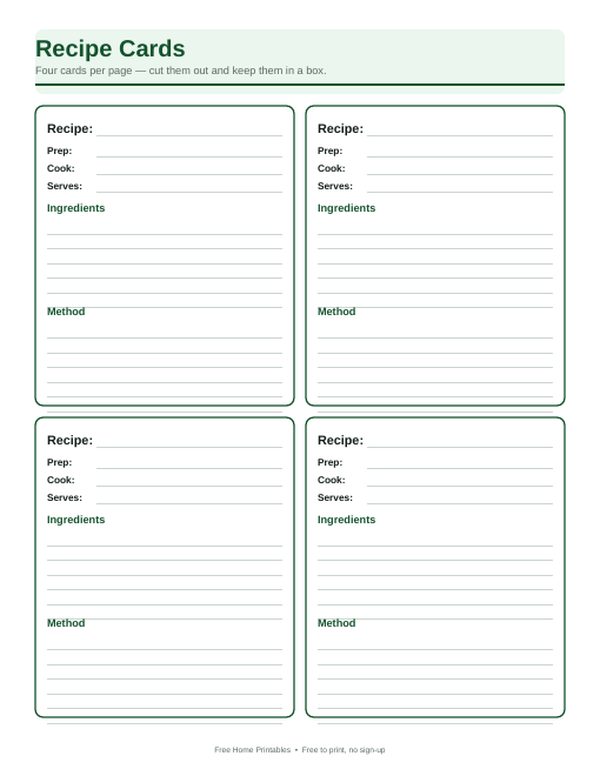 Recipe Cards
Four cards per page — cut them out and keep them in a box.
Recipe:
Prep:
Cook:
Serves:
Ingredients
Method
Recipe:
Prep:
Cook:
Serves:
Ingredients
Method
Recipe:
Prep:
Cook:
Serves:
Ingredients
Method
Recipe:
Prep:
Cook:
Serves:
Ingredients
Method
Free Home Printables • Free to print, no sign-up